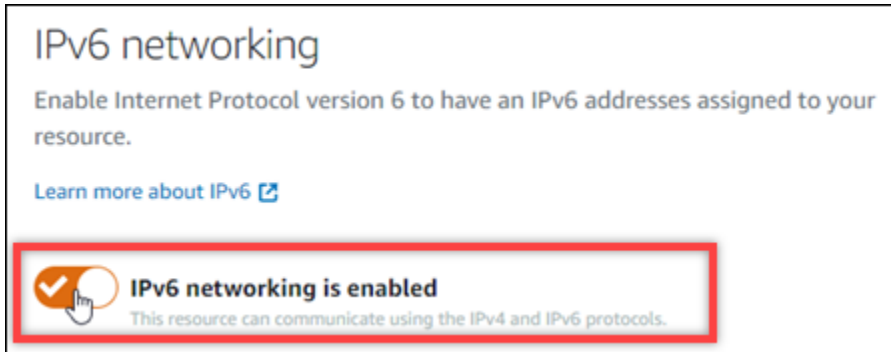 IPv6 networking
Enable Internet Protocol version 6 to have an IPv6 addresses assigned to your
resource.
Learn more about IPv6
IPv6 networking is enabled
This resource can communicate using the IPv4 and IPv6 protocols.